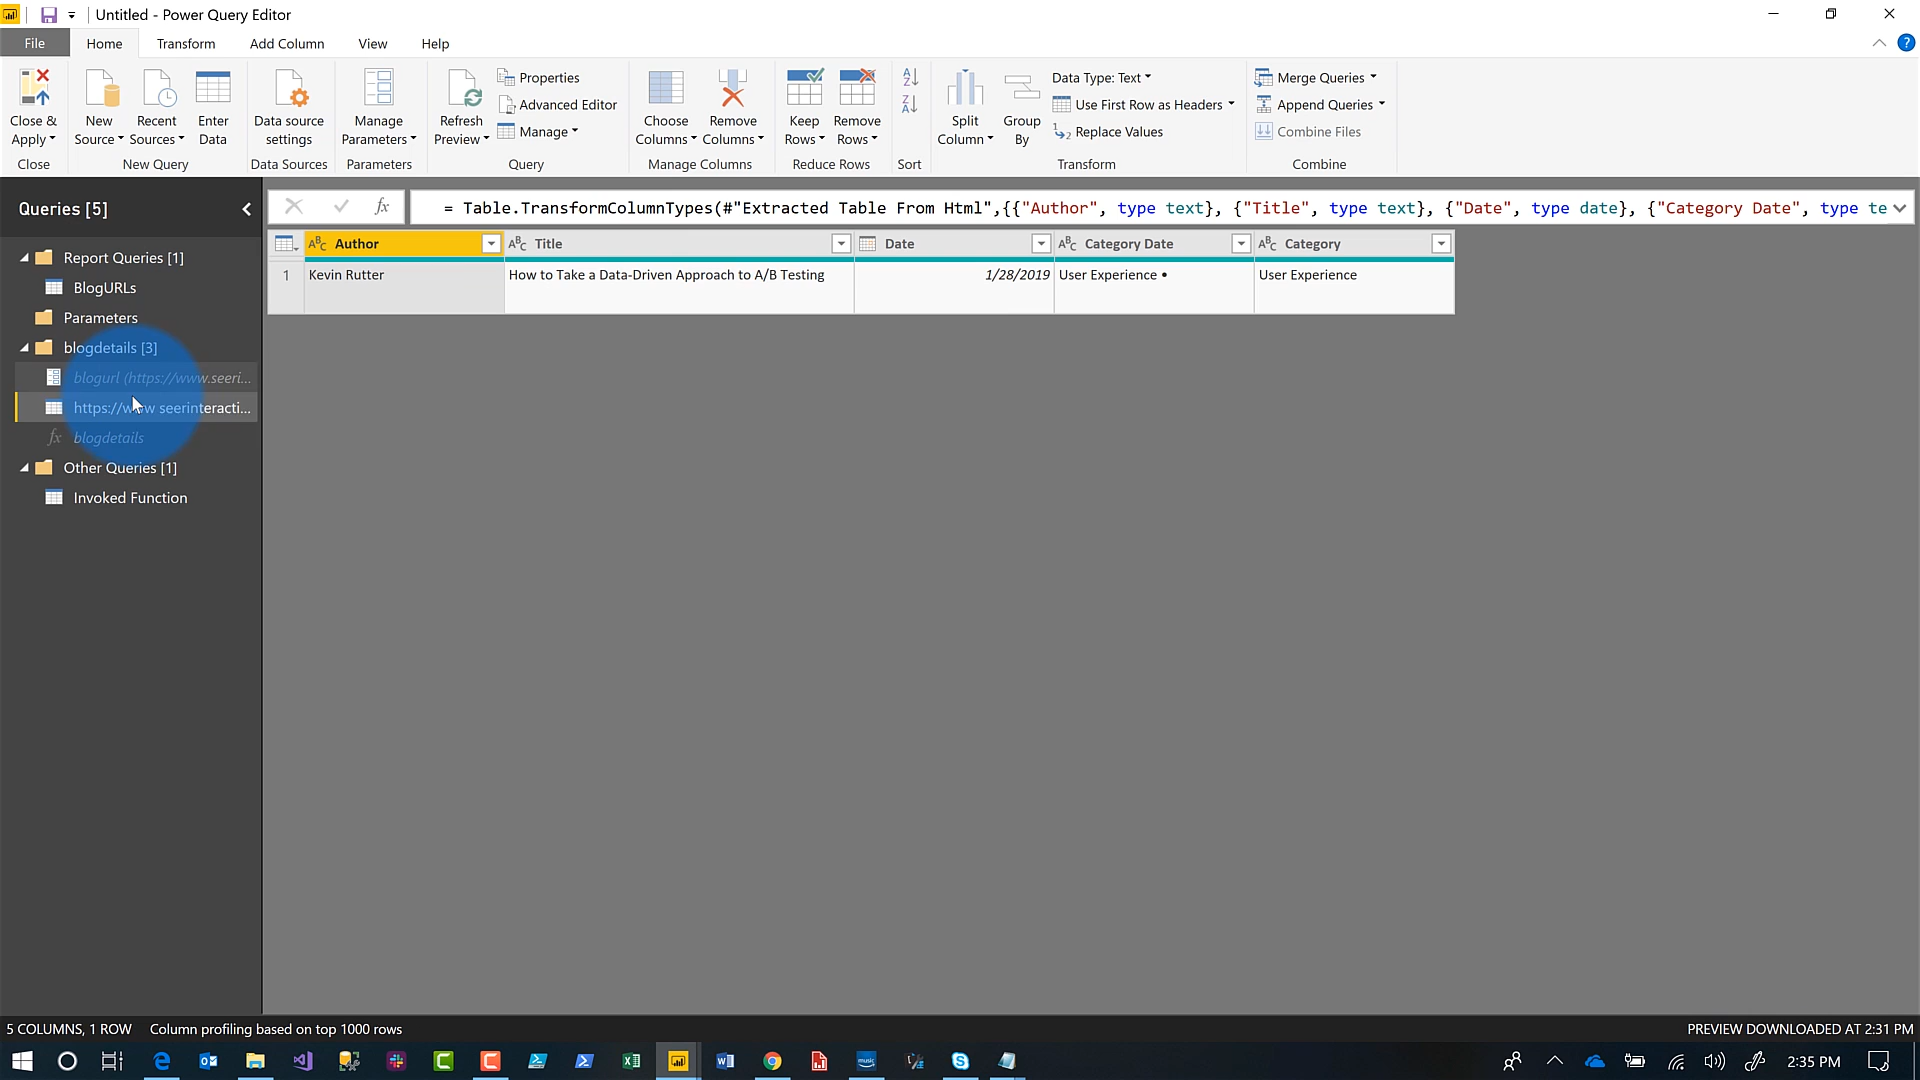 Untitled - Power Query Editor
File Home Transform Add Column View Help
Close & Apply
New Source
Recent Sources
Enter Data
Data source settings
Manage Parameters
Refresh Preview
Properties
Advanced Editor
Manage
Choose Columns
Remove Columns
Keep Rows
Remove Rows
Split Column
Group By
Data Type: Text
Use First Row as Headers
Replace Values
Merge Queries
Append Queries
Combine Files
Close New Query Data Sources Parameters Query Manage Columns Reduce Rows Sort Transform Combine
Queries [5]
= Table.TransformColumnTypes(#"Extracted Table From Html",{{"Author", type text}, {"Title", type text}, {"Date", type date}, {"Category Date", type te
Report Queries [1]
BlogURLs
Parameters
blogdetails [3]
blogurl (https://www.seeri...
https://www seerinteracti...
fx blogdetails
Other Queries [1]
Invoked Function
Author Title Date Category Date Category
1 Kevin Rutter How to Take a Data-Driven Approach to A/B Testing 1/28/2019 User Experience • User Experience
5 COLUMNS, 1 ROW Column profiling based on top 1000 rows PREVIEW DOWNLOADED AT 2:31 PM
2:35 PM